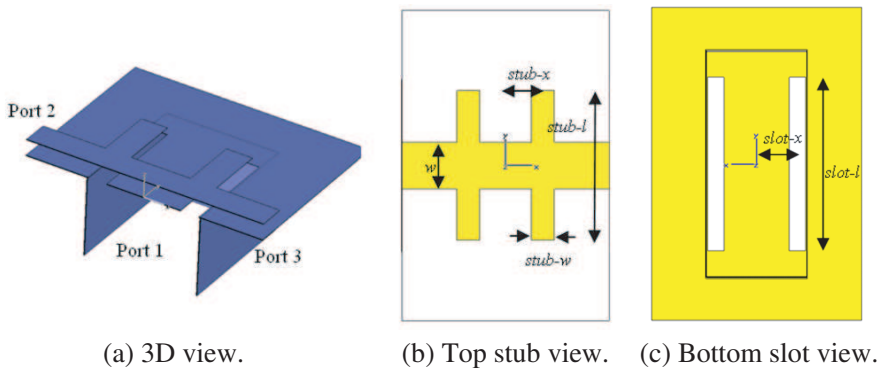 Port 2
Port 1
Port 3
stub-x
stub-l
w
stub-w
slot-x
slot-l
(a) 3D view.
(b) Top stub view.
(c) Bottom slot view.